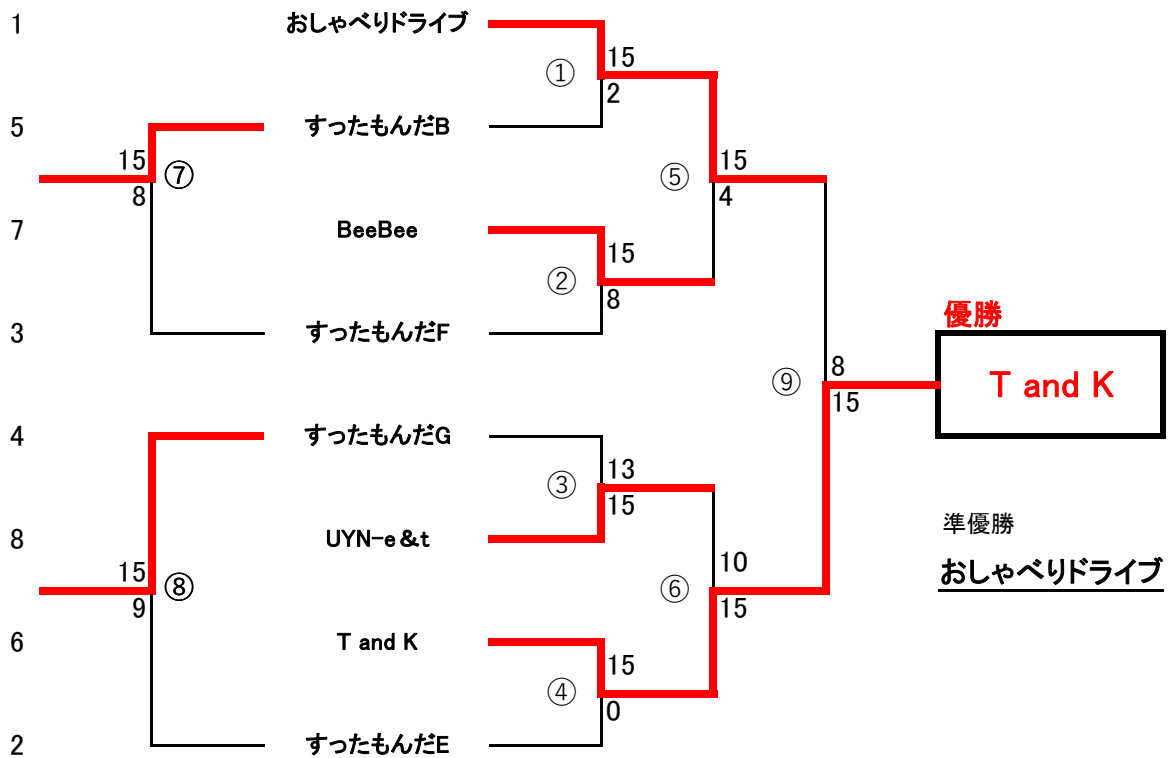 1 おしゃべりドライブ
15
①
2
5 すったもんだB
15 ⑦
8
⑤ 15
4
7 BeeBee
15
②
8
3 すったもんだF
優勝
T and K
8
⑨
15
4 すったもんだG
13
③
15
8 UYN-e&t
準優勝
おしゃべりドライブ
10
⑥
15
15 ⑧
9
6 T and K
15
④
0
2 すったもんだE